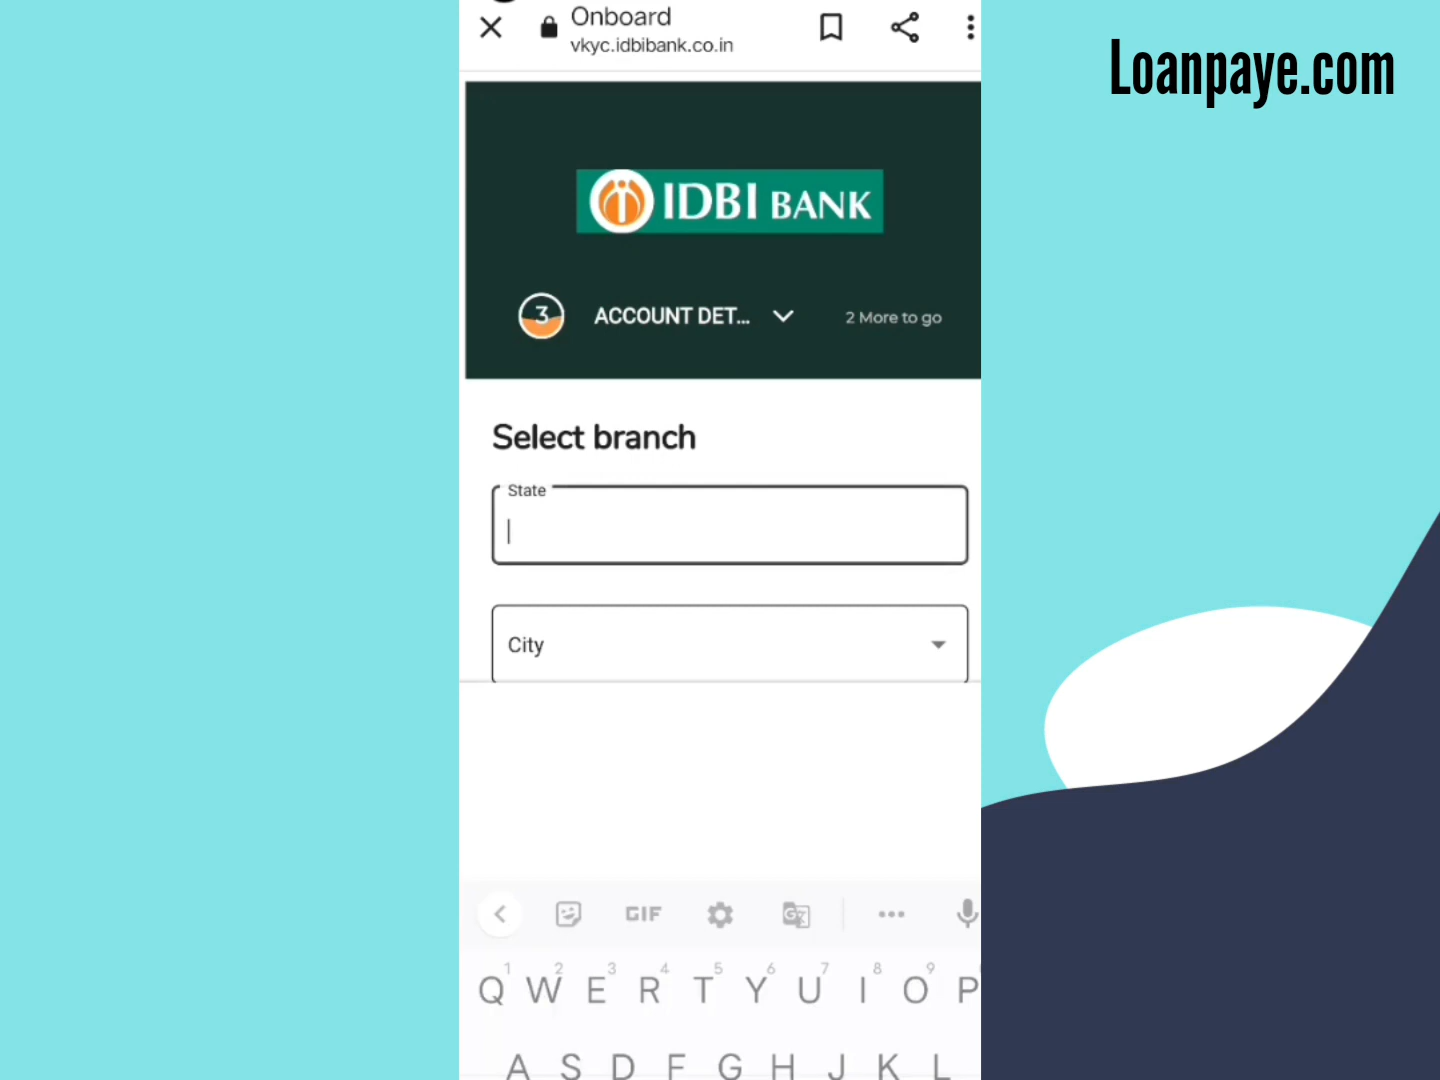 Onboard
vkyc.idbibank.co.in
Loanpaye.com
IDBI BANK
3 ACCOUNT DET... 2 More to go
Select branch
State
City
GIF
1 2 3 4 5 6 7 8 9
Q W E R T Y U I O P
A S D F G H J K L